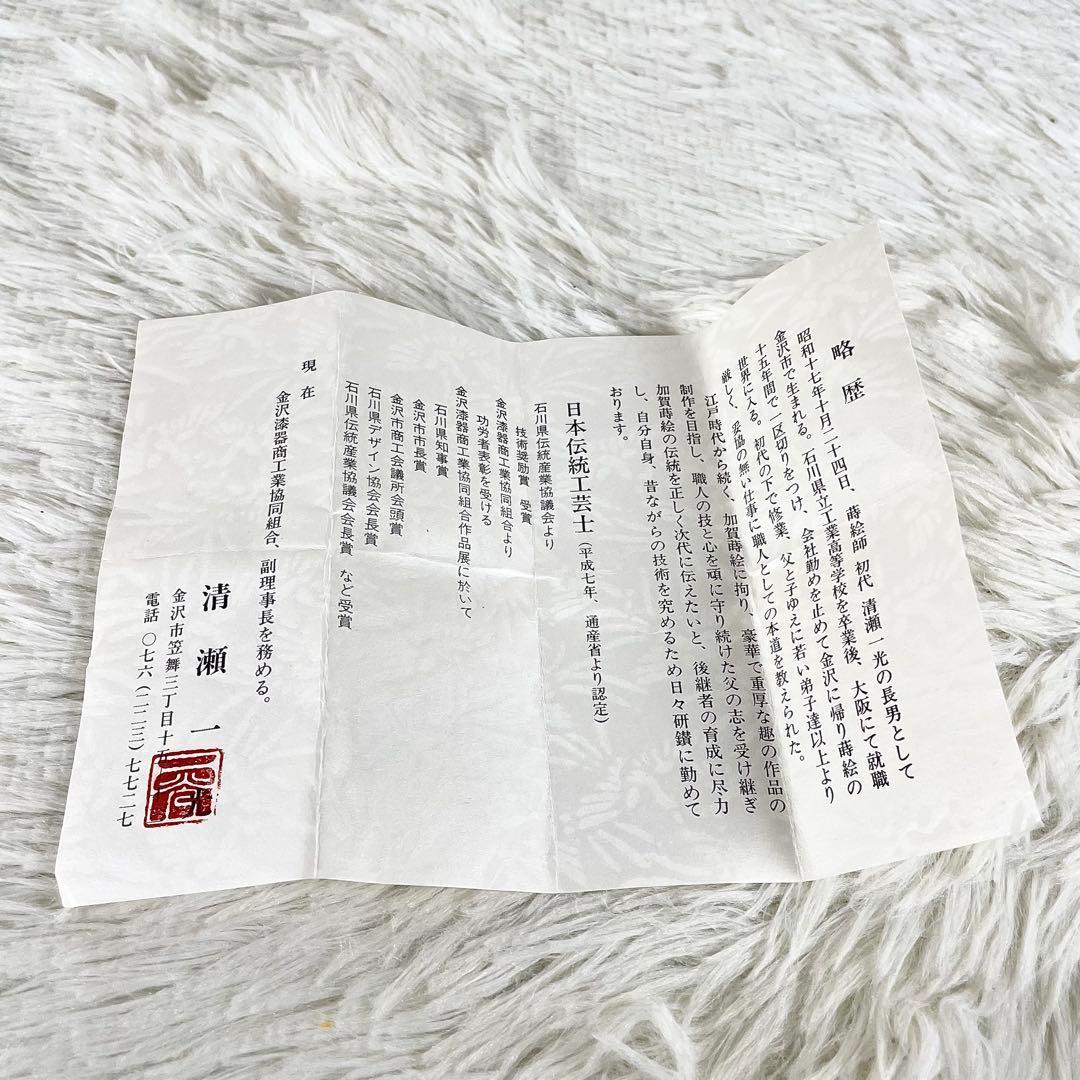 略歴
昭和十七年十月二十四日、蒔絵師 初代 清瀬一光の長男として
金沢市で生まれる。石川県立工業高等学校を卒業後、大阪にて就職
十五年間で一区切りをつけ、会社勤めを止めて金沢に帰り蒔絵の
世界に入る。初代の下で修業、父と子ゆえに若い弟子達以上より
厳しく、妥協の無い仕事に職人としての本道を教えられた。
江戸時代から続く、加賀蒔絵に拘り、豪華で重厚な趣の作品の
制作を目指し、職人の技と心を頑に守り続けた父の志を受け継ぎ
加賀蒔絵の伝統を正しく次代に伝えたいと、後継者の育成に尽力
し、自分自身、昔ながらの技術を究めるため日々研鑽に勤めて
おります。
日本伝統工芸士(平成七年、通産省より認定)
石川県伝統産業協議会より
技術奨励賞 受賞
金沢漆器商工業協同組合より
功労者表彰を受ける
金沢漆器商工業協同組合作品展に於いて
石川県知事賞
金沢市市長賞
金沢市商工会議所会頭賞
石川県デザイン協会会長賞
石川県伝統産業協議会会長賞 など受賞
現在
金沢漆器商工業協同組合、副理事長を務める。
清瀬一
金沢市笠舞三丁目十五
電話 〇七六(二二三)七七二七